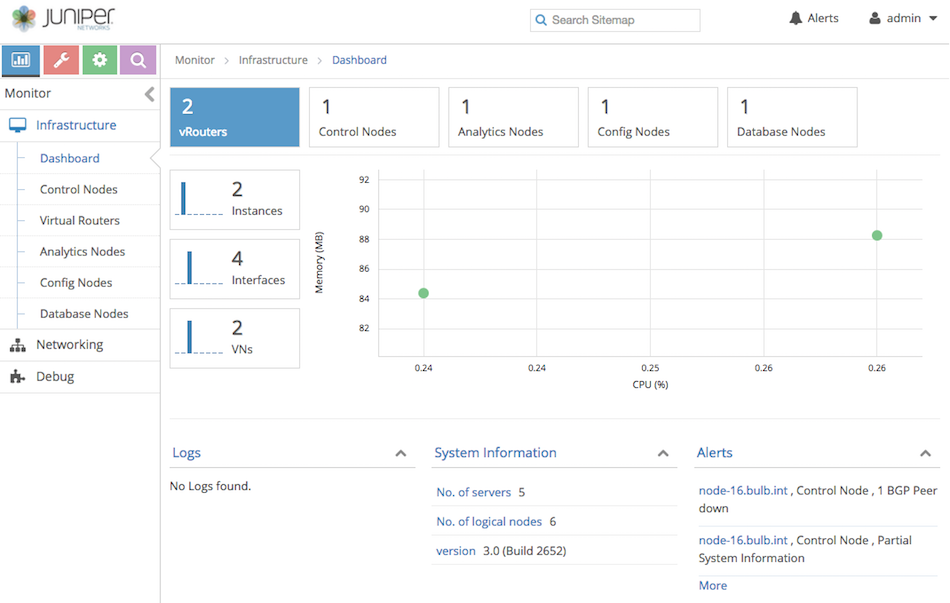 JUNIPER
NETWORKS
Search Sitemap
Alerts
admin
Monitor
Infrastructure
Dashboard
Control Nodes
Virtual Routers
Analytics Nodes
Config Nodes
Database Nodes
Networking
Debug
Monitor > Infrastructure > Dashboard
2
vRouters
1
Control Nodes
1
Analytics Nodes
1
Config Nodes
1
Database Nodes
2
Instances
4
Interfaces
2
VNs
Memory (MB)
92
90
88
86
84
82
0.24 0.24 0.25 0.26 0.26
CPU (%)
Logs
No Logs found.
System Information
No. of servers 5
No. of logical nodes 6
version 3.0 (Build 2652)
Alerts
node-16.bulb.int , Control Node , 1 BGP Peer
down
node-16.bulb.int , Control Node , Partial
System Information
More